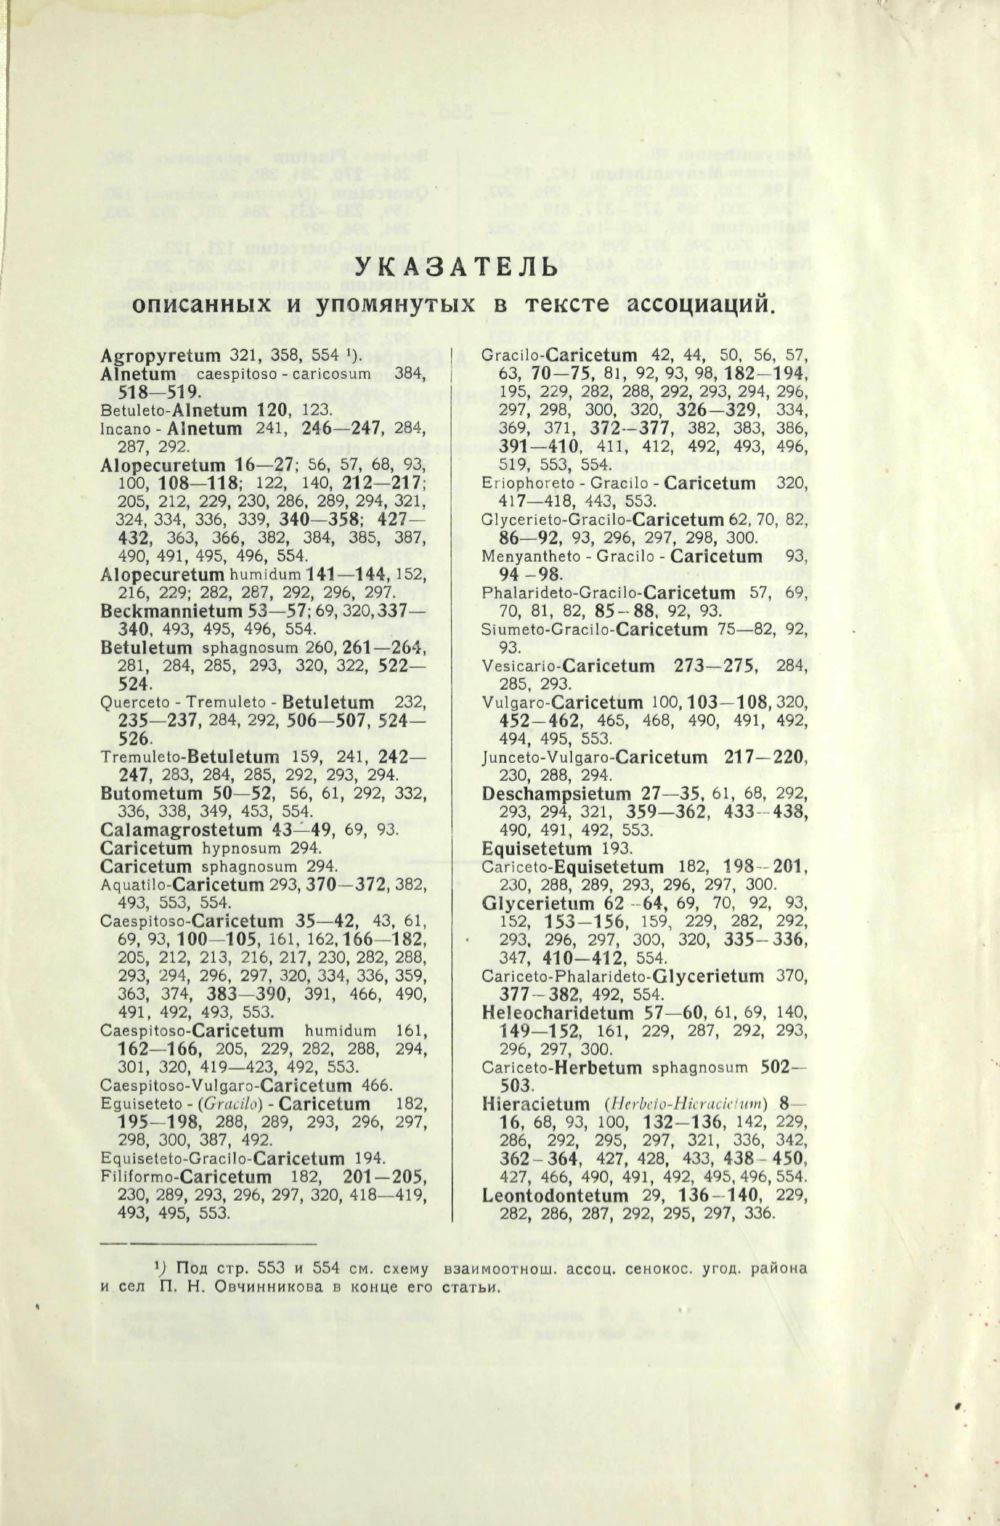 УКАЗАТЕЛЬ
описанных и упомянутых в тексте ассоциаций.
Agropyretum 321, 358, 554 ¹).
Alnetum caespitoso - caricosum 384,
518—519.
Betuleto-Alnetum 120, 123.
Incano - Alnetum 241, 246—247, 284,
287, 292.
Alopecuretum 16—27; 56, 57, 68, 93,
100, 108—118; 122, 140, 212—217;
205, 212, 229, 230, 286, 289, 294, 321,
324, 334, 336, 339, 340—358; 427—
432, 363, 366, 382, 384, 385, 387,
490, 491, 495, 496, 554.
Alopecuretum humidum 141—144, 152,
216, 229; 282, 287, 292, 296, 297.
Beckmannietum 53—57; 69, 320, 337—
340, 493, 495, 496, 554.
Betuletum sphagnosum 260, 261—264,
281, 284, 285, 293, 320, 322, 522—
524.
Querceto - Tremuleto - Betuletum 232,
235—237, 284, 292, 506—507, 524—
526.
Tremuleto-Betuletum 159, 241, 242—
247, 283, 284, 285, 292, 293, 294.
Butometum 50—52, 56, 61, 292, 332,
336, 338, 349, 453, 554.
Calamagrostetum 43—49, 69, 93.
Caricetum hypnosum 294.
Caricetum sphagnosum 294.
Aquatilo-Caricetum 293, 370—372, 382,
493, 553, 554.
Caespitoso-Caricetum 35—42, 43, 61,
69, 93, 100—105, 161, 162, 166—182,
205, 212, 213, 216, 217, 230, 282, 288,
293, 294, 296, 297, 320, 334, 336, 359,
363, 374, 383—390, 391, 466, 490,
491, 492, 493, 553.
Caespitoso-Caricetum humidum 161,
162—166, 205, 229, 282, 288, 294,
301, 320, 419—423, 492, 553.
Caespitoso-Vulgaro-Caricetum 466.
Eguiseteto - (Gracilo) - Caricetum 182,
195—198, 288, 289, 293, 296, 297,
298, 300, 387, 492.
Equiseteto-Gracilo-Caricetum 194.
Filiformo-Caricetum 182, 201—205,
230, 289, 293, 296, 297, 320, 418—419,
493, 495, 553.
Gracilo-Caricetum 42, 44, 50, 56, 57,
63, 70—75, 81, 92, 93, 98, 182—194,
195, 229, 282, 288, 292, 293, 294, 296,
297, 298, 300, 320, 326—329, 334,
369, 371, 372—377, 382, 383, 386,
391—410, 411, 412, 492, 493, 496,
519, 553, 554.
Eriophoreto - Gracilo - Caricetum 320,
417—418, 443, 553.
Glycerieto-Gracilo-Caricetum 62, 70, 82,
86—92, 93, 296, 297, 298, 300.
Menyantheto - Gracilo - Caricetum 93,
94—98.
Phalarideto-Gracilo-Caricetum 57, 69,
70, 81, 82, 85—88, 92, 93.
Siumeto-Gracilo-Caricetum 75—82, 92,
93.
Vesicario-Caricetum 273—275, 284,
285, 293.
Vulgaro-Caricetum 100, 103—108, 320,
452—462, 465, 468, 490, 491, 492,
494, 495, 553.
Junceto-Vulgaro-Caricetum 217—220,
230, 288, 294.
Deschampsietum 27—35, 61, 68, 292,
293, 294, 321, 359—362, 433—438,
490, 491, 492, 553.
Equisetetum 193.
Cariceto-Equisetetum 182, 198—201,
230, 288, 289, 293, 296, 297, 300.
Glycerietum 62—64, 69, 70, 92, 93,
152, 153—156, 159, 229, 282, 292,
293, 296, 297, 300, 320, 335—336,
347, 410—412, 554.
Cariceto-Phalarideto-Glycerietum 370,
377—382, 492, 554.
Heleocharidetum 57—60, 61, 69, 140,
149—152, 161, 229, 287, 292, 293,
296, 297, 300.
Cariceto-Herbetum sphagnosum 502—
503.
Hieracietum (Herbeto-Hieracietum) 8—
16, 68, 93, 100, 132—136, 142, 229,
286, 292, 295, 297, 321, 336, 342,
362—364, 427, 428, 433, 438—450,
427, 466, 490, 491, 492, 495, 496, 554.
Leontodontetum 29, 136—140, 229,
282, 286, 287, 292, 295, 297, 336.
¹) Под стр. 553 и 554 см. схему взаимоотнош. ассоц. сенокос. угод. района
и сел П. Н. Овчинникова в конце его статьи.